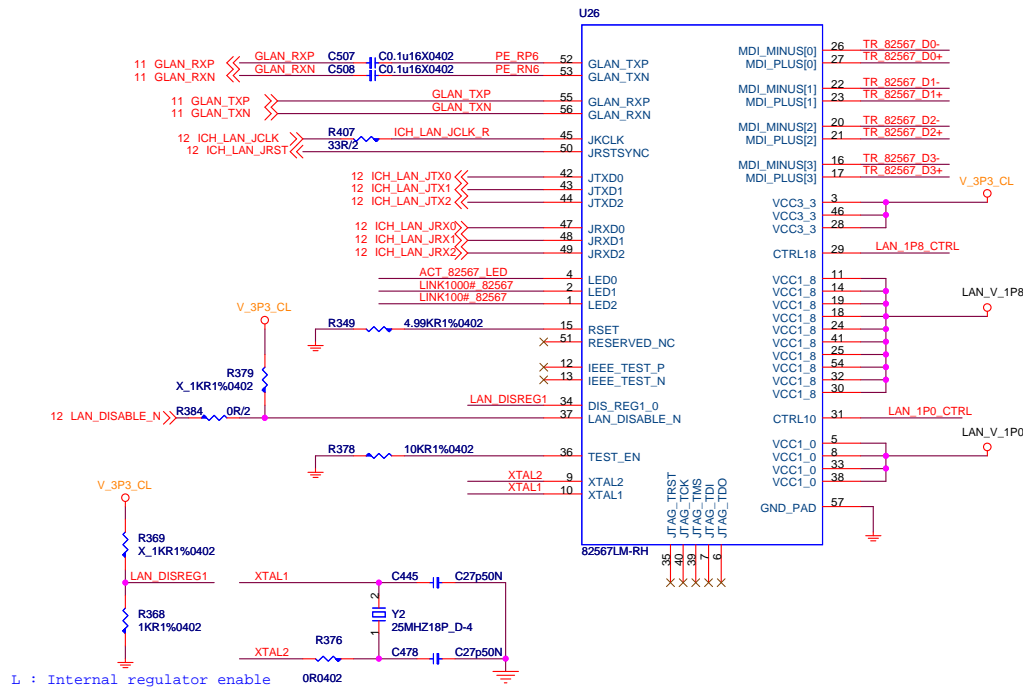 U26
11 GLAN_RXP GLAN_RXP C507 C0.1u16X0402 PE_RP6 52 GLAN_TXP
11 GLAN_RXN GLAN_RXN C508 C0.1u16X0402 PE_RN6 53 GLAN_TXN
11 GLAN_TXP GLAN_TXP 55 GLAN_RXP
11 GLAN_TXN GLAN_TXN 56 GLAN_RXN
12 ICH_LAN_JCLK R407 33R/2 ICH_LAN_JCLK_R 45 JKCLK
12 ICH_LAN_JRST 50 JRSTSYNC
12 ICH_LAN_JTX0 42 JTXD0
12 ICH_LAN_JTX1 43 JTXD1
12 ICH_LAN_JTX2 44 JTXD2
12 ICH_LAN_JRX0 47 JRXD0
12 ICH_LAN_JRX1 48 JRXD1
12 ICH_LAN_JRX2 49 JRXD2
ACT_82567_LED 4 LED0
LINK1000#_82567 2 LED1
LINK100#_82567 1 LED2
R349 4.99KR1%0402 15 RSET
51 RESERVED_NC
12 IEEE_TEST_P
13 IEEE_TEST_N
LAN_DISREG1 34 DIS_REG1_0
V_3P3_CL
R379
X_1KR1%0402
12 LAN_DISABLE_N R384 0R/2 37 LAN_DISABLE_N
R378 10KR1%0402 36 TEST_EN
XTAL2 9 XTAL2
XTAL1 10 XTAL1
MDI_MINUS[0] 26 TR_82567_D0-
MDI_PLUS[0] 27 TR_82567_D0+
MDI_MINUS[1] 22 TR_82567_D1-
MDI_PLUS[1] 23 TR_82567_D1+
MDI_MINUS[2] 20 TR_82567_D2-
MDI_PLUS[2] 21 TR_82567_D2+
MDI_MINUS[3] 16 TR_82567_D3-
MDI_PLUS[3] 17 TR_82567_D3+
V_3P3_CL
VCC3_3 3
VCC3_3 46
VCC3_3 28
CTRL18 29 LAN_1P8_CTRL
VCC1_8 11
VCC1_8 14
VCC1_8 19
VCC1_8 18
VCC1_8 24
VCC1_8 41
VCC1_8 25
VCC1_8 54
VCC1_8 32
VCC1_8 30
LAN_V_1P8
CTRL10 31 LAN_1P0_CTRL
VCC1_0 5
VCC1_0 8
VCC1_0 33
VCC1_0 38
LAN_V_1P0
GND_PAD 57
JTAG_TRST 35
JTAG_TCK 40
JTAG_TMS 39
JTAG_TDI 7
JTAG_TDO 6
82567LM-RH
V_3P3_CL
R369
X_1KR1%0402
LAN_DISREG1
R368
1KR1%0402
L : Internal regulator enable
XTAL1 C445 C27p50N
2
Y2
25MHZ18P_D-4
1
XTAL2 R376 0R0402 C478 C27p50N